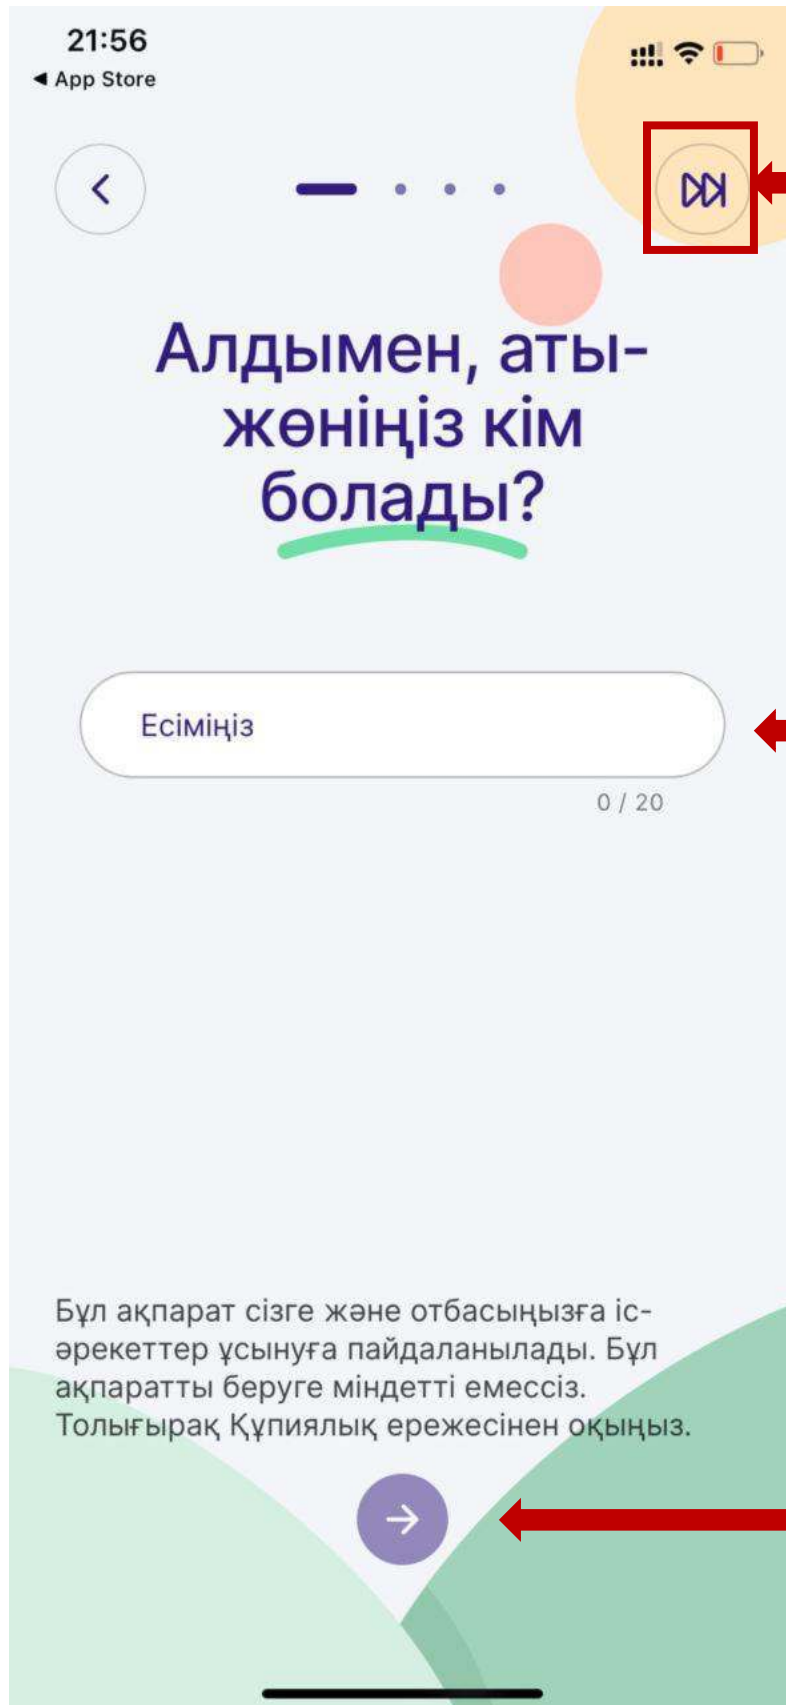 21:56
◀ App Store
Алдымен, аты-
жөніңіз кім
болады?
Есіміңіз
0 / 20
Бұл ақпарат сізге және отбасыңызға іс-
әрекеттер ұсынуға пайдаланылады. Бұл
ақпаратты беруге міндетті емессіз.
Толығырақ Құпиялық ережесінен оқыңыз.